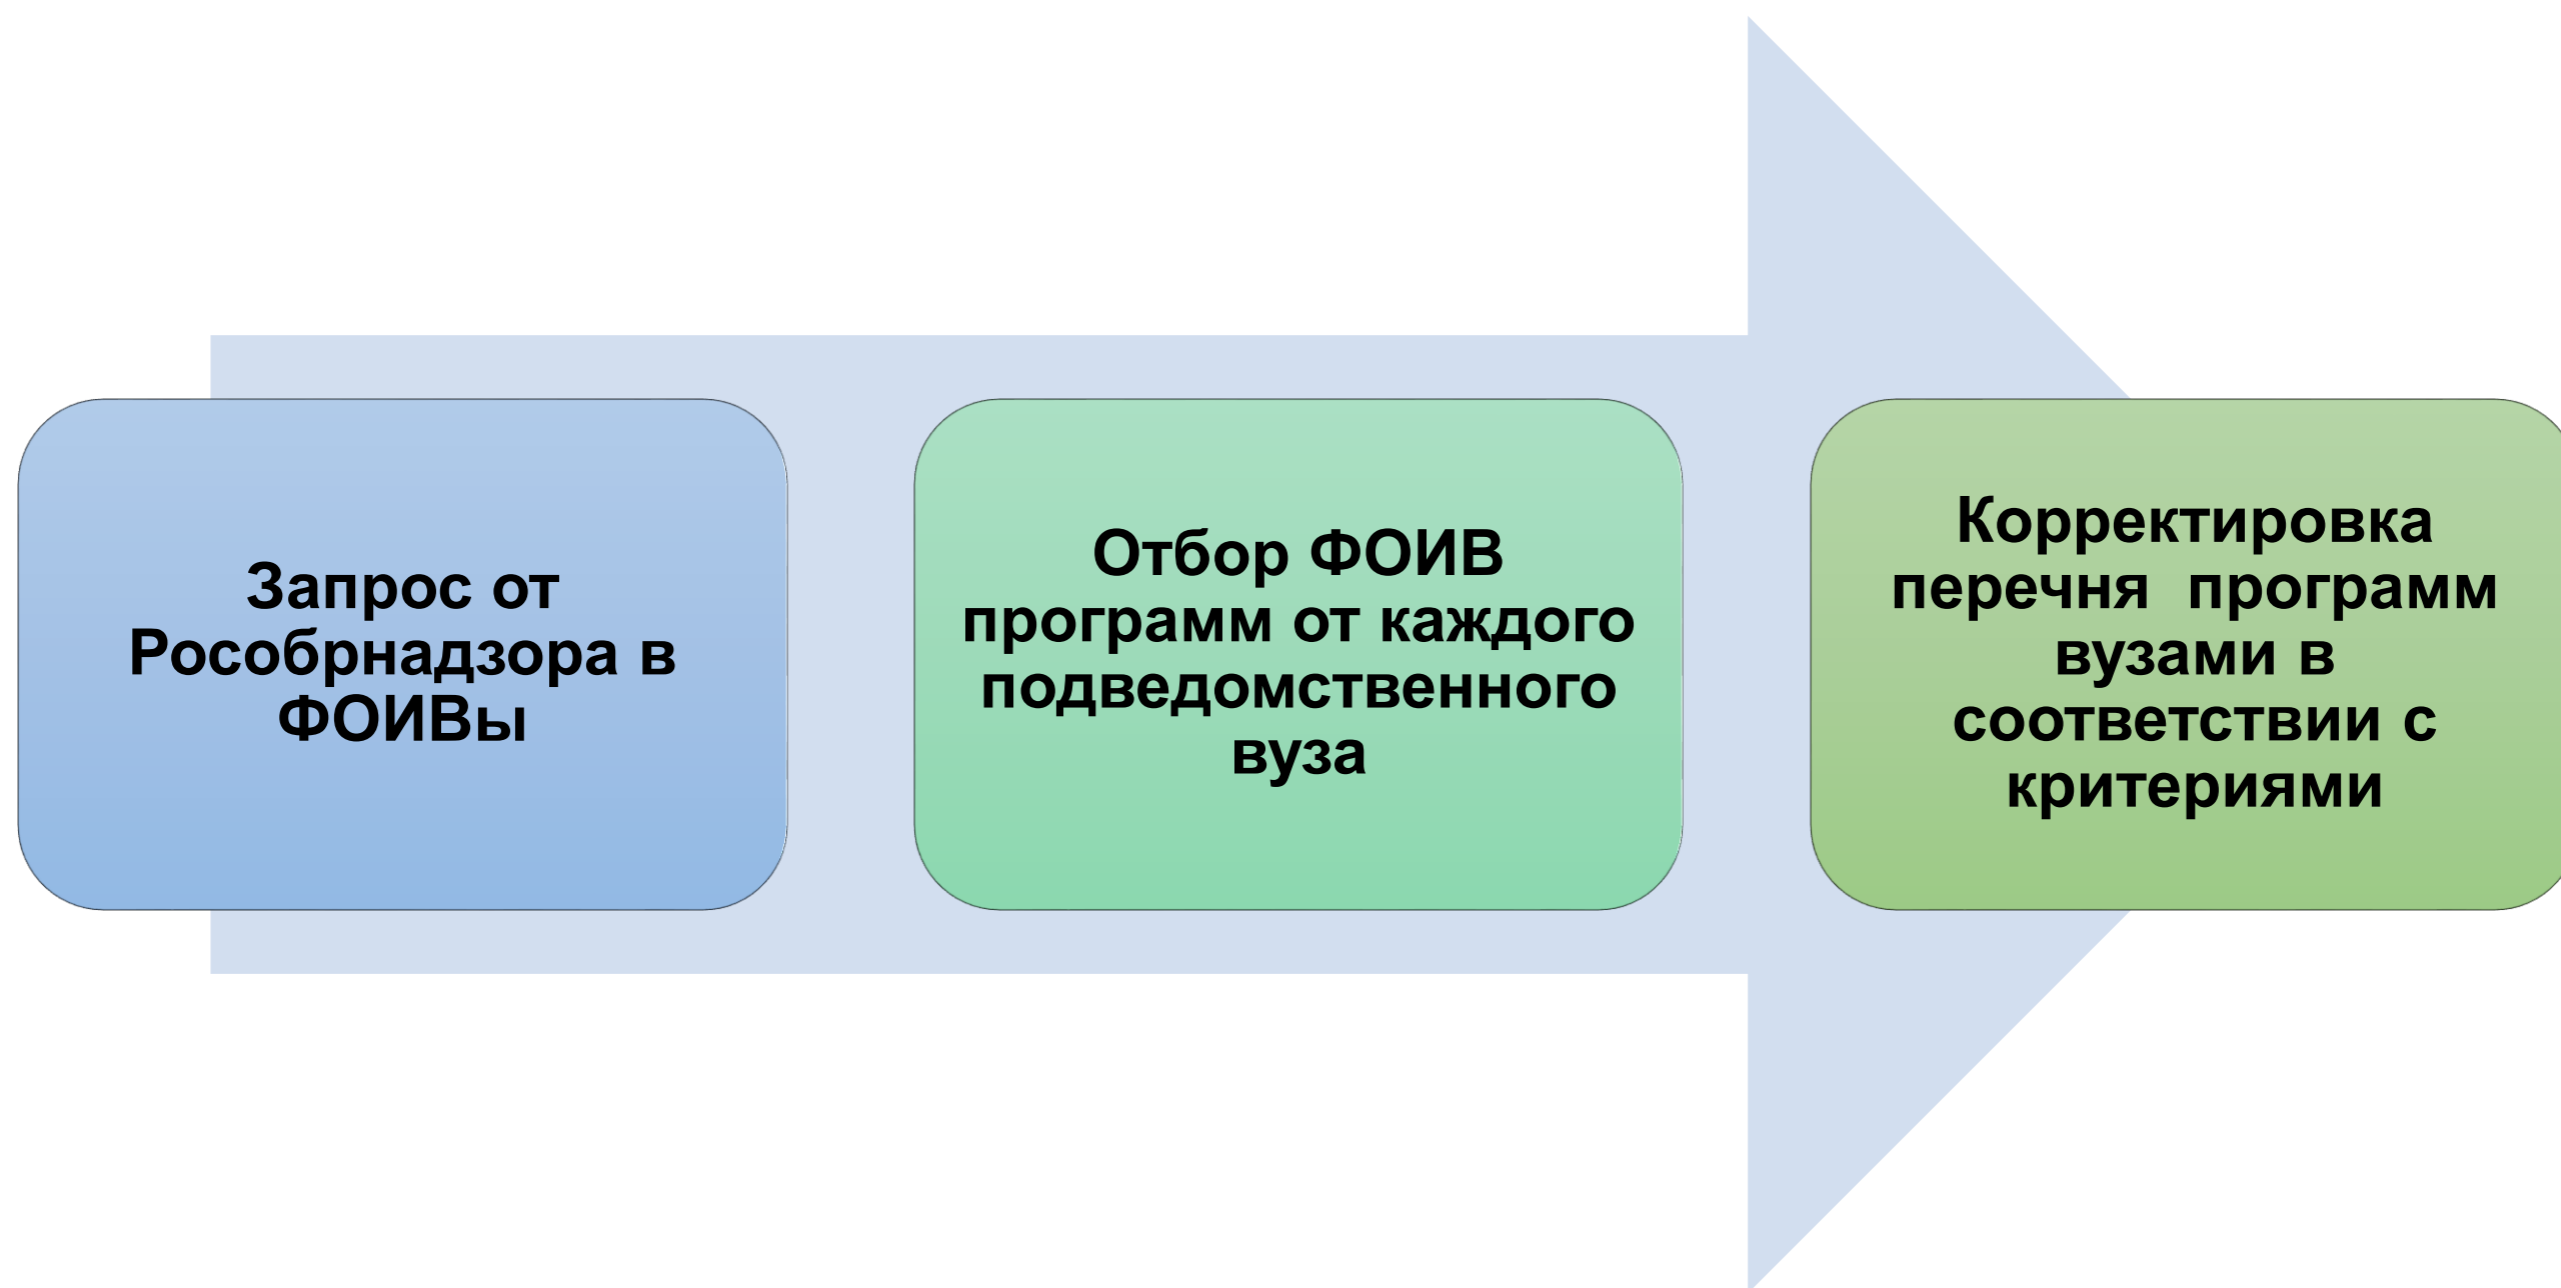 Запрос от
Рособрнадзора в
ФОИВы
Отбор ФОИВ
программ от каждого
подведомственного
вуза
Корректировка
перечня программ
вузами в
соответствии с
критериями